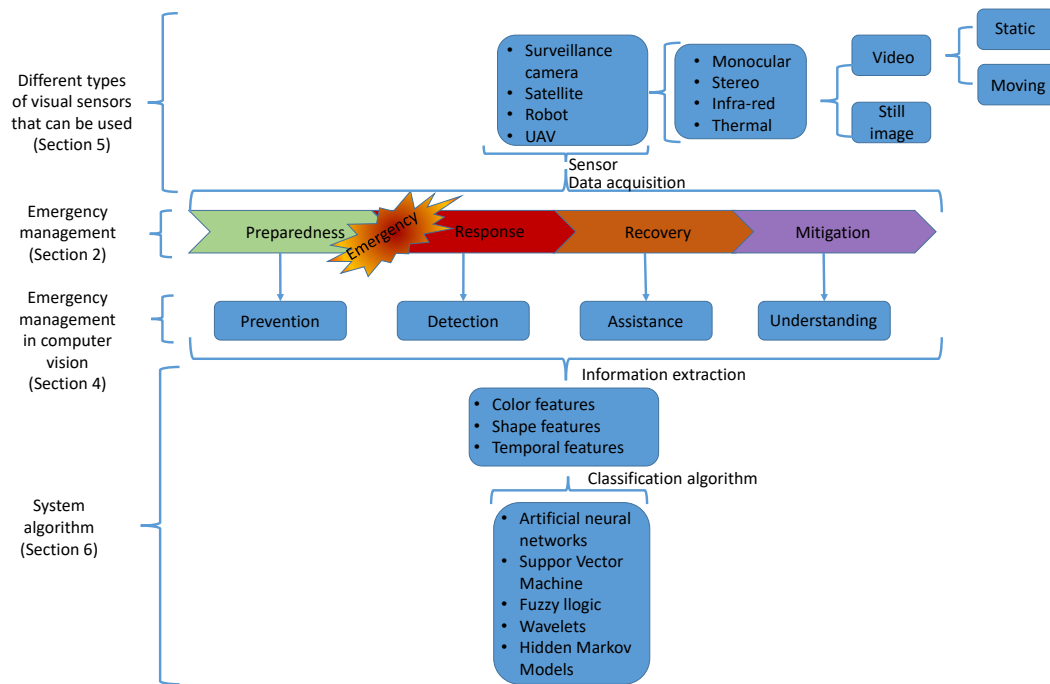 Different types
of visual sensors
that can be used
(Section 5)
• Surveillance
camera
• Satellite
• Robot
• UAV
• Monocular
• Stereo
• Infra-red
• Thermal
Video
Still
image
Static
Moving
Sensor
Data acquisition
Emergency
management
(Section 2)
Preparedness
Emergency
Response
Recovery
Mitigation
Emergency
management
in computer
vision
(Section 4)
Prevention
Detection
Assistance
Understanding
Information extraction
System
algorithm
(Section 6)
• Color features
• Shape features
• Temporal features
Classification algorithm
• Artificial neural
networks
• Suppor Vector
Machine
• Fuzzy llogic
• Wavelets
• Hidden Markov
Models